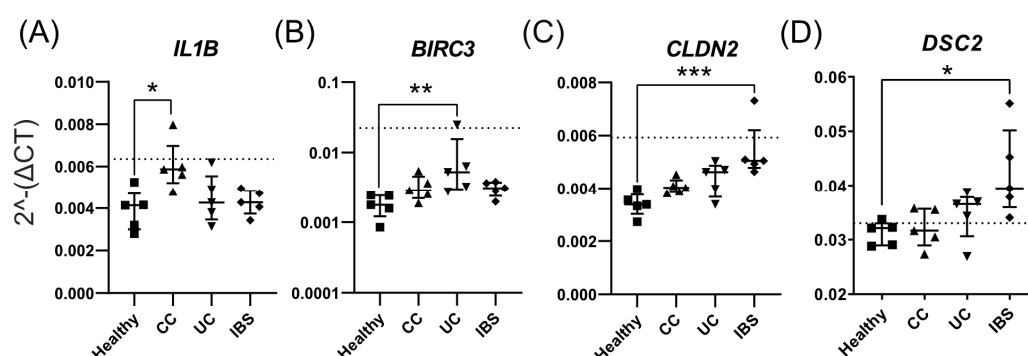 (A)
IL1B
(B)
BIRC3
(C)
CLDN2
(D)
DSC2
2^-(ΔCT)
0.010
0.008
0.006
0.004
0.002
0.000
*
Healthy
CC
UC
IBS
0.1
0.01
0.001
0.0001
**
Healthy
CC
UC
IBS
0.008
0.006
0.004
0.002
0.000
***
Healthy
CC
UC
IBS
0.06
0.05
0.04
0.03
0.02
*
Healthy
CC
UC
IBS